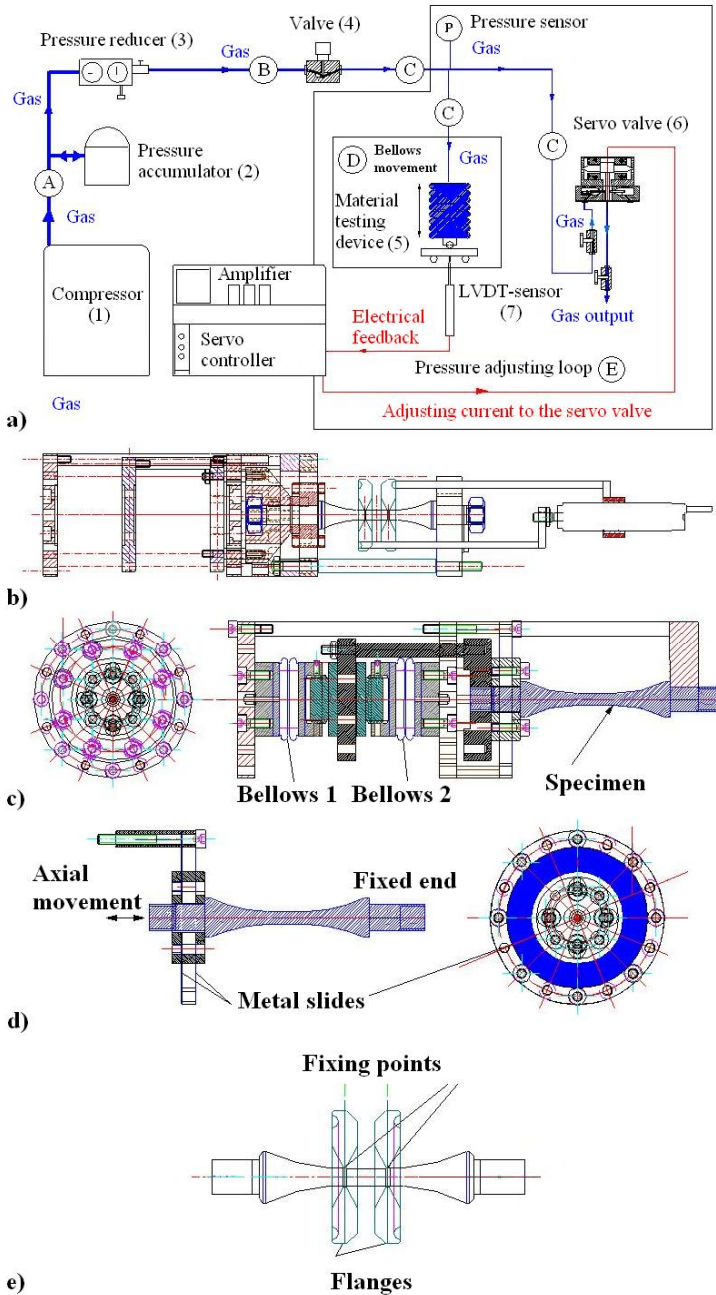 Valve (4)
Pressure sensor
Pressure reducer (3)
P
Gas
Gas
Gas
B
C
Gas
C
Servo valve (6)
D
Bellows
movement
Gas
C
Pressure
accumulator (2)
A
Material
testing
device (5)
Gas
Gas
Amplifier
Compressor
(1)
LVDT-sensor
(7)
Gas output
Servo
controller
Electrical
feedback
Pressure adjusting loop E
Gas
Adjusting current to the servo valve
a)
b)
Bellows 1
Bellows 2
Specimen
c)
Axial
movement
Fixed end
Metal slides
d)
Fixing points
e)
Flanges